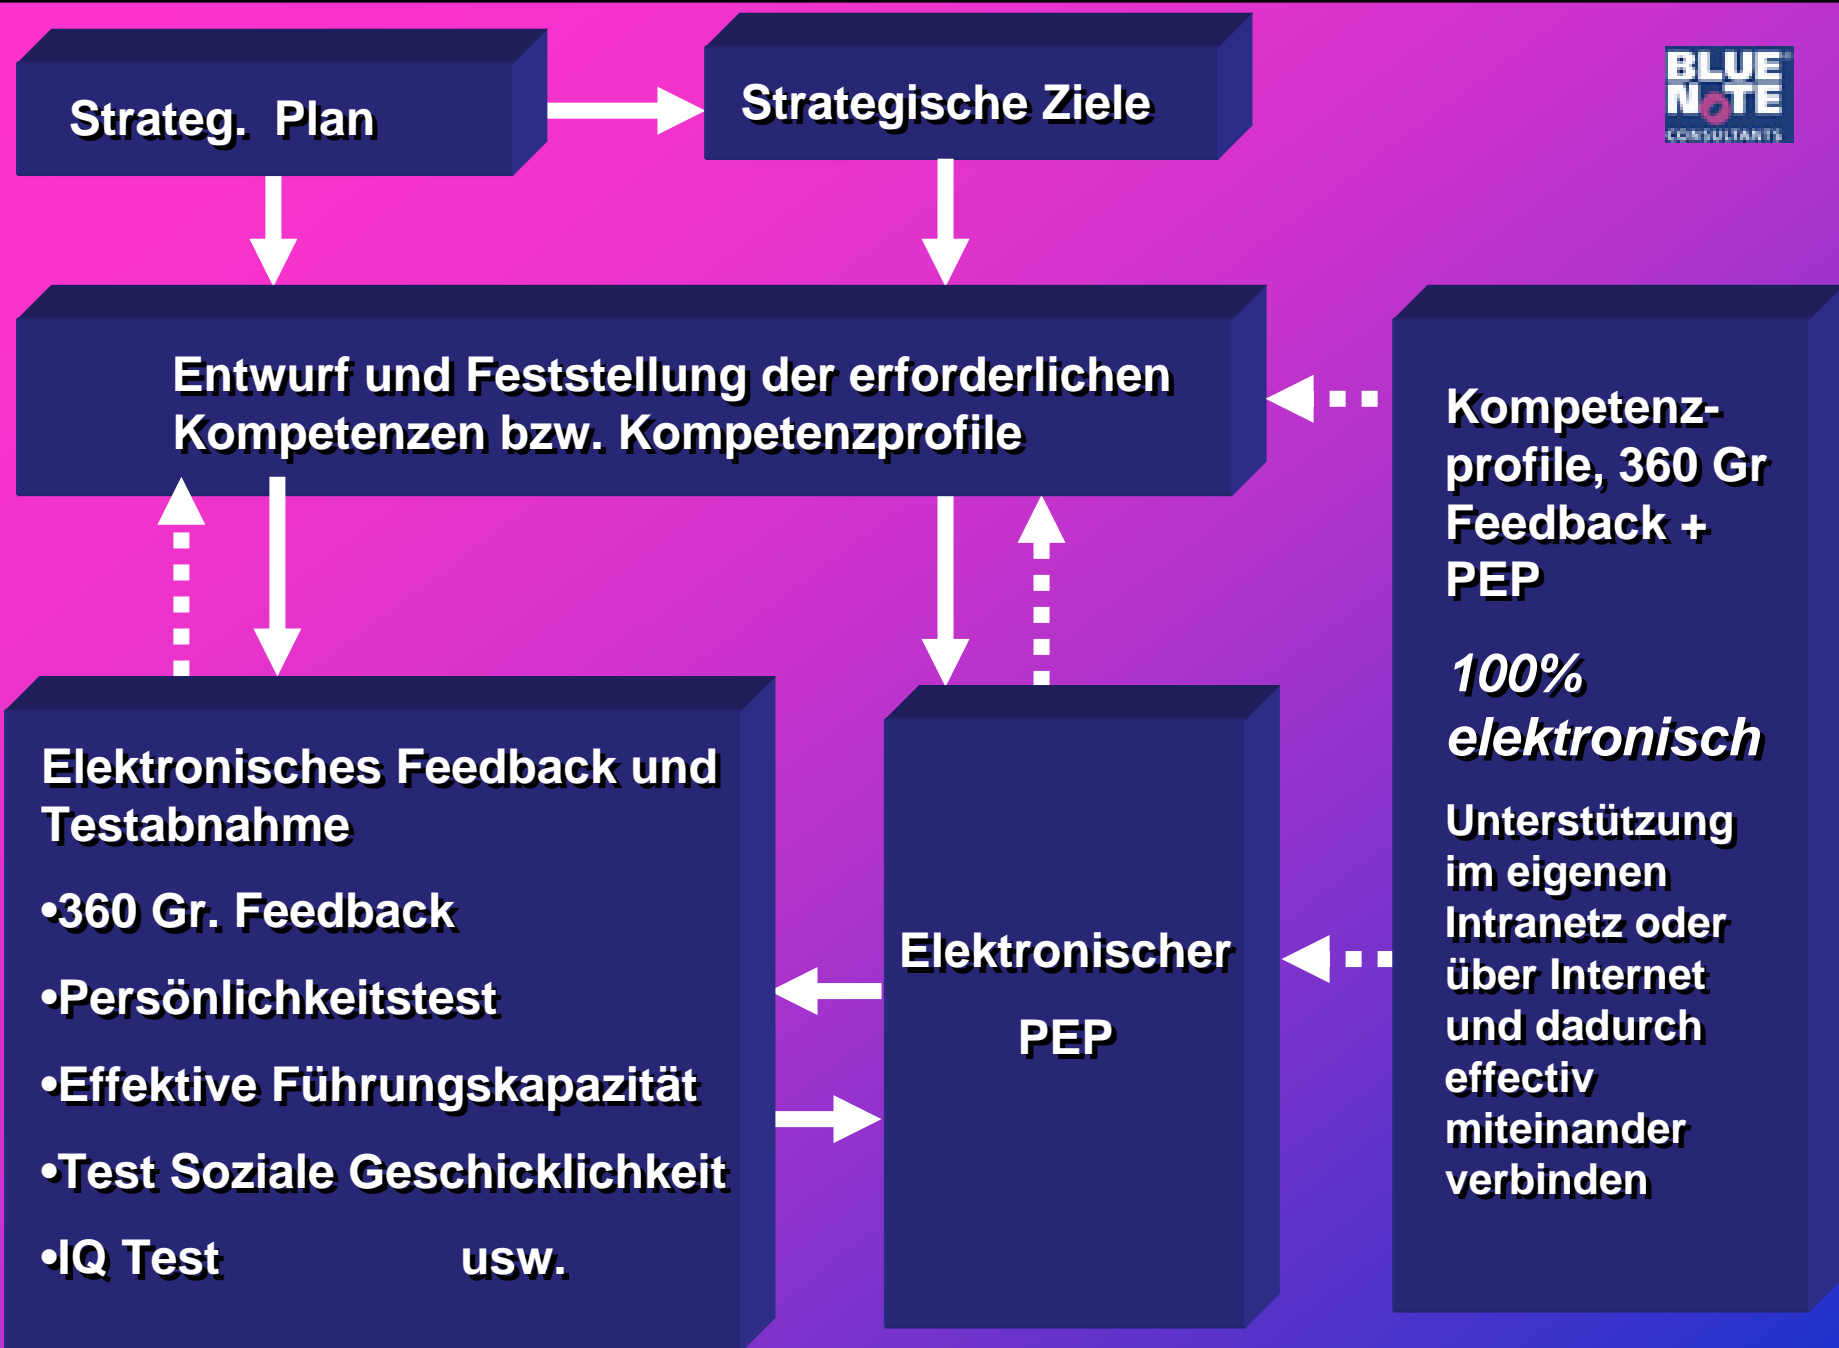 Strateg. Plan
Strategische Ziele
BLUE
NOTE
CONSULTANTS
Entwurf und Feststellung der erforderlichen
Kompetenzen bzw. Kompetenzprofile
Elektronisches Feedback und
Testabnahme
•360 Gr. Feedback
•Persönlichkeitstest
•Effektive Führungskapazität
•Test Soziale Geschicklichkeit
•IQ Test usw.
Elektronischer
PEP
Kompetenz-
profile, 360 Gr
Feedback +
PEP
100%
elektronisch
Unterstützung
im eigenen
Intranetz oder
über Internet
und dadurch
effectiv
miteinander
verbinden